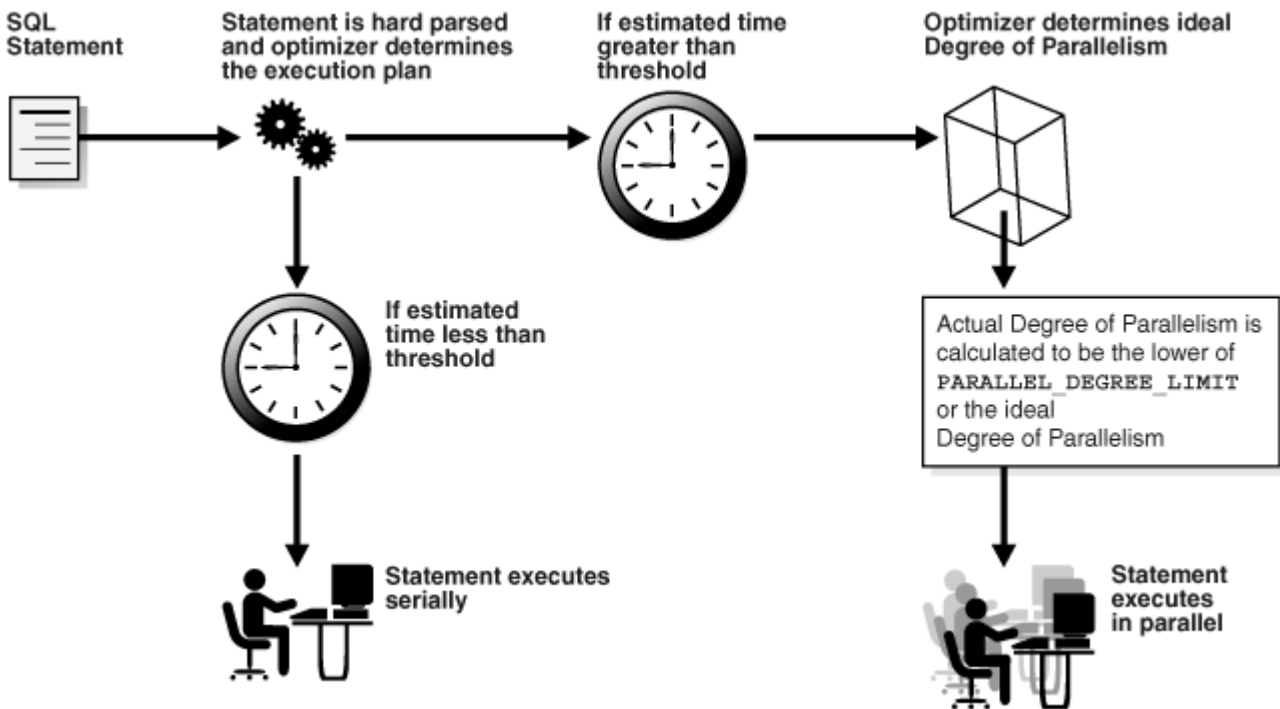 SQL
Statement
Statement is hard parsed
and optimizer determines
the execution plan
If estimated time
greater than
threshold
Optimizer determines ideal
Degree of Parallelism
If estimated
time less than
threshold
Actual Degree of Parallelism is
calculated to be the lower of
PARALLEL_DEGREE_LIMIT
or the ideal
Degree of Parallelism
Statement executes
serially
Statement
executes
in parallel